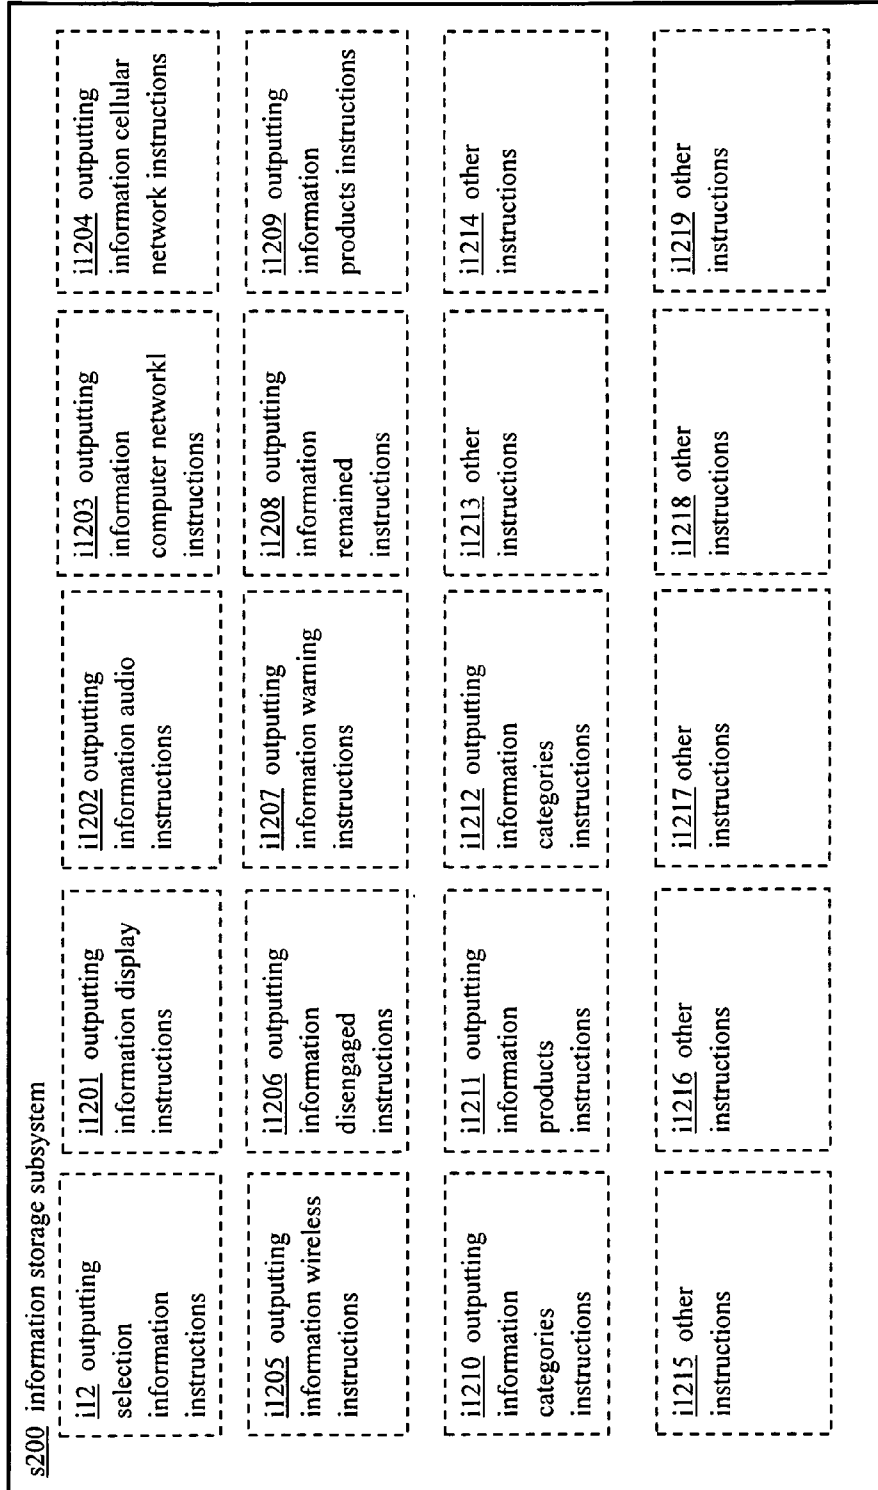 s200 information storage subsystem
i12 outputting
selection
information
instructions
i1201 outputting
information display
instructions
i1202 outputting
information audio
instructions
i1203 outputting
information
computer networkl
instructions
i1204 outputting
information cellular
network instructions
i1205 outputting
information wireless
instructions
i1206 outputting
information
disengaged
instructions
i1207 outputting
information warning
instructions
i1208 outputting
information
remained
instructions
i1209 outputting
information
products instructions
i1210 outputting
information
categories
instructions
i1211 outputting
information
products
instructions
i1212 outputting
information
categories
instructions
i1213 other
instructions
i1214 other
instructions
i1215 other
instructions
i1216 other
instructions
i1217 other
instructions
i1218 other
instructions
i1219 other
instructions